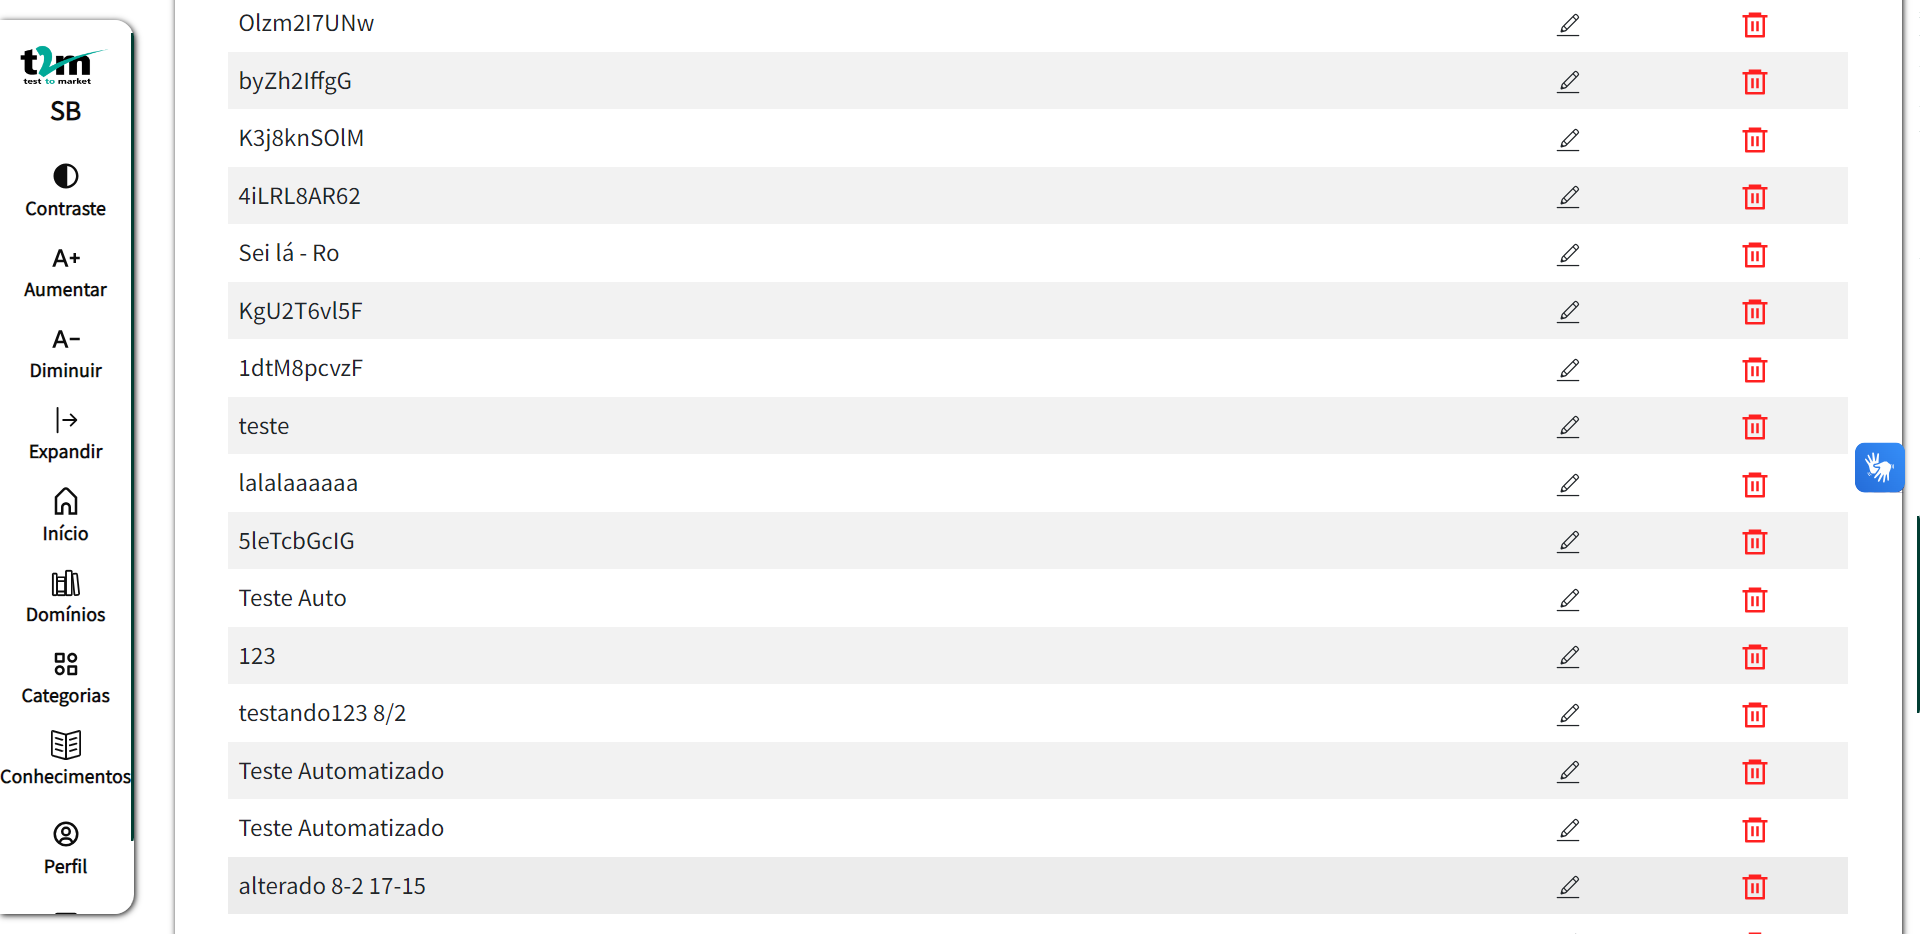 t2m
test to market
SB
Contraste
A+
Aumentar
A-
Diminuir
Expandir
Início
Domínios
Categorias
Conhecimentos
Perfil
Olzm2I7UNw
byZh2IffgG
K3j8knSOlM
4iLRL8AR62
Sei lá - Ro
KgU2T6vl5F
1dtM8pcvzF
teste
lalalaaaaaa
5leTcbGcIG
Teste Auto
123
testando123 8/2
Teste Automatizado
Teste Automatizado
alterado 8-2 17-15